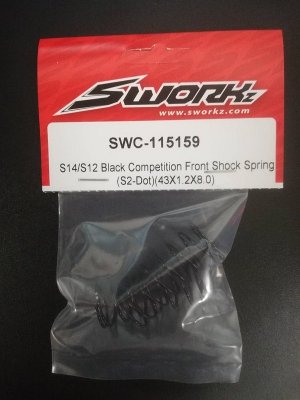 SWORKz
www.sworkz.com
SWC-115159
S14/S12 Black Competition Front Shock Spring
(S2-Dot)(43X1.2X8.0)